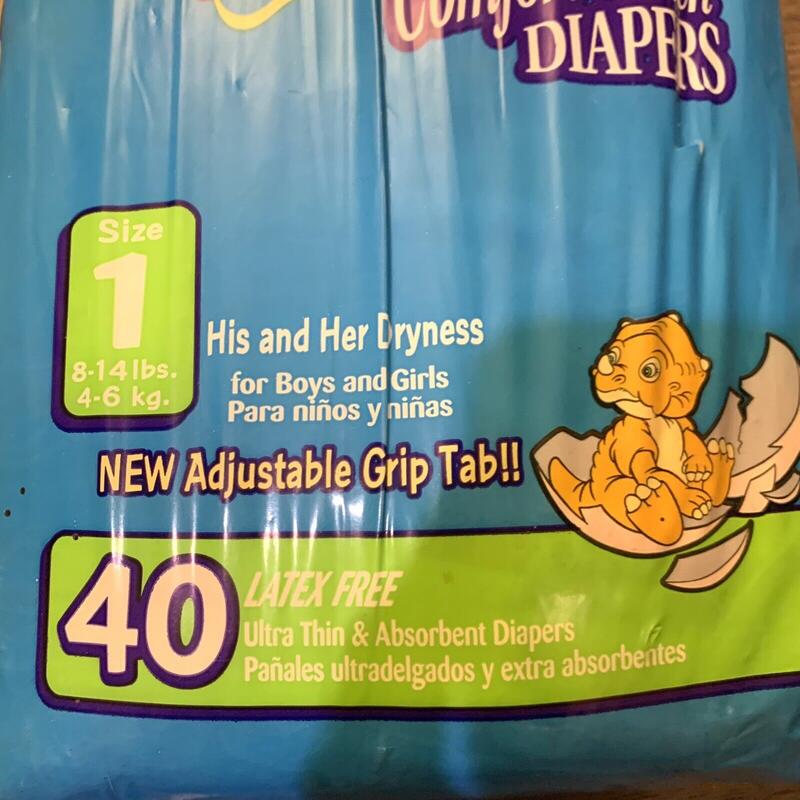 DIAPERS
Size
1
8-14 lbs.
4-6 kg.
His and Her Dryness
for Boys and Girls
Para niños y niñas
NEW Adjustable Grip Tab!!
40
LATEX FREE
Ultra Thin & Absorbent Diapers
Pañales ultradelgados y extra absorbentes